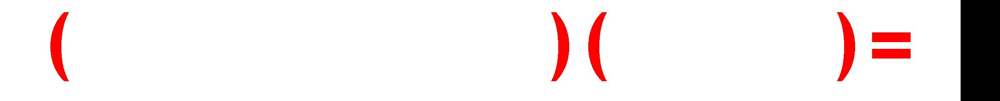 ( ) ( ) =